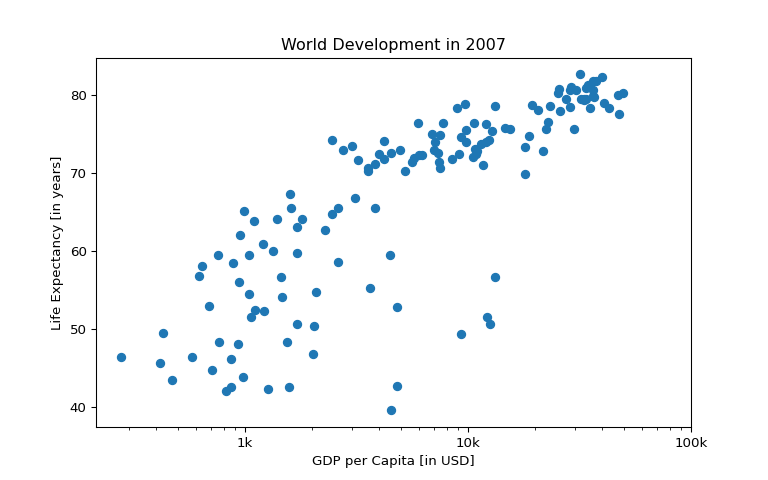 World Development in 2007
Life Expectancy [in years]
80
70
60
50
40
1k
10k
100k
GDP per Capita [in USD]